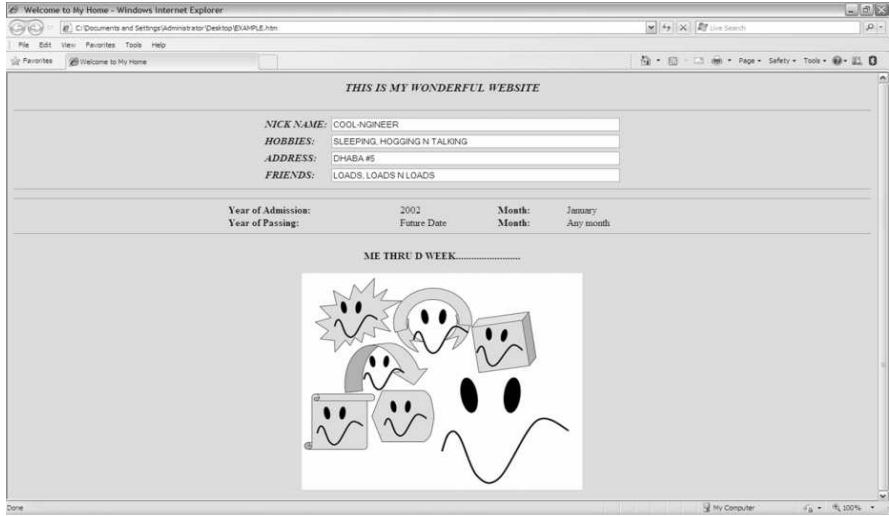 Welcome to My Home - Windows Internet Explorer
C:\Documents and Settings\Administrator\Desktop\EXAMPLE.htm
Live Search
File Edit View Favorites Tools Help
Favorites Welcome to My Home Page Safety Tools
THIS IS MY WONDERFUL WEBSITE
NICK NAME: COOL-NGINEER
HOBBIES: SLEEPING, HOGGING N TALKING
ADDRESS: DHABA #5
FRIENDS: LOADS, LOADS N LOADS
Year of Admission: 2002 Month: January
Year of Passing: Future Date Month: Any month
ME THRU D WEEK........................
Done My Computer 100%